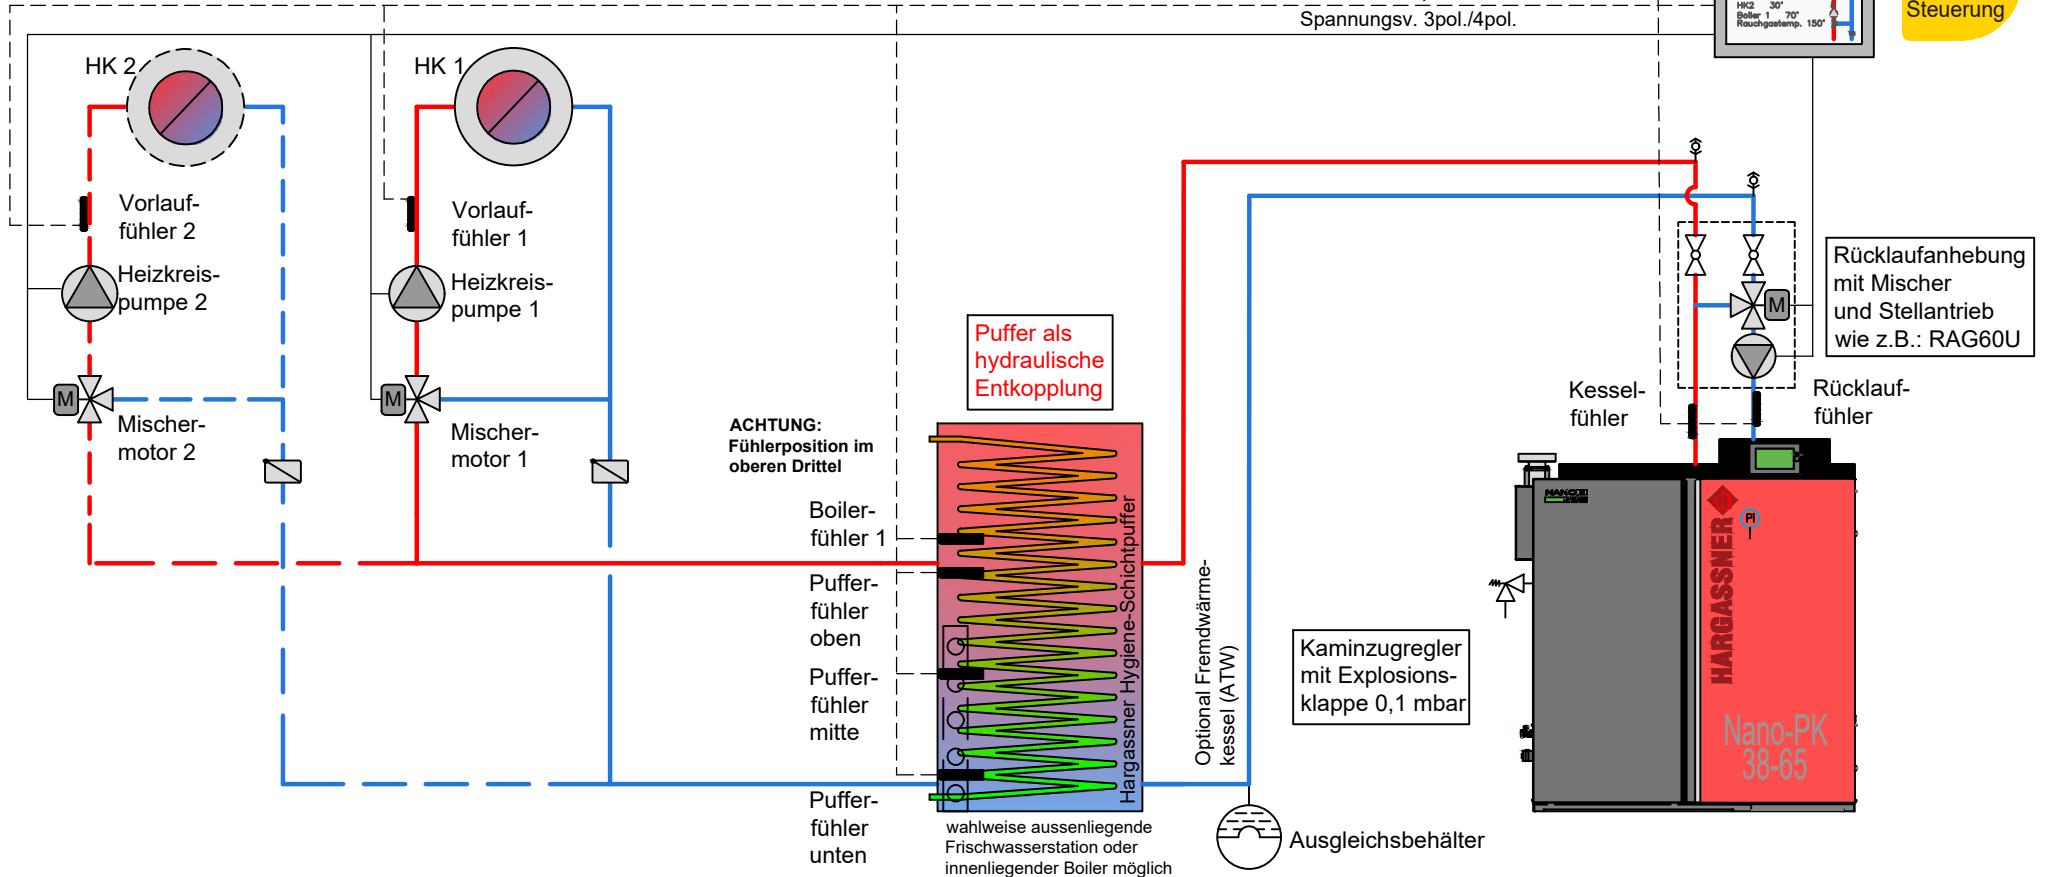 Spannungsv. 3pol./4pol.
HK2 30°
Boiler 1 70°
Rauchgastemp. 150°
Steuerung
HK 2
HK 1
Vorlauf-
fühler 2
Vorlauf-
fühler 1
Heizkreis-
pumpe 2
Heizkreis-
pumpe 1
M
Mischer-
motor 2
M
Mischer-
motor 1
Puffer als
hydraulische
Entkopplung
ACHTUNG:
Fühlerposition im
oberen Drittel
Boiler-
fühler 1
Puffer-
fühler
oben
Puffer-
fühler
mitte
Puffer-
fühler
unten
Hargassner Hygiene-Schichtpuffer
wahlweise aussenliegende
Frischwasserstation oder
innenliegender Boiler möglich
Optional Fremdwärme-
kessel (ATW)
Ausgleichsbehälter
Kaminzugregler
mit Explosions-
klappe 0,1 mbar
Rücklaufanhebung
mit Mischer
und Stellantrieb
wie z.B.: RAG60U
M
Kessel-
fühler
Rücklauf-
fühler
Pi
HARGASSNER
Nano-PK
38-65